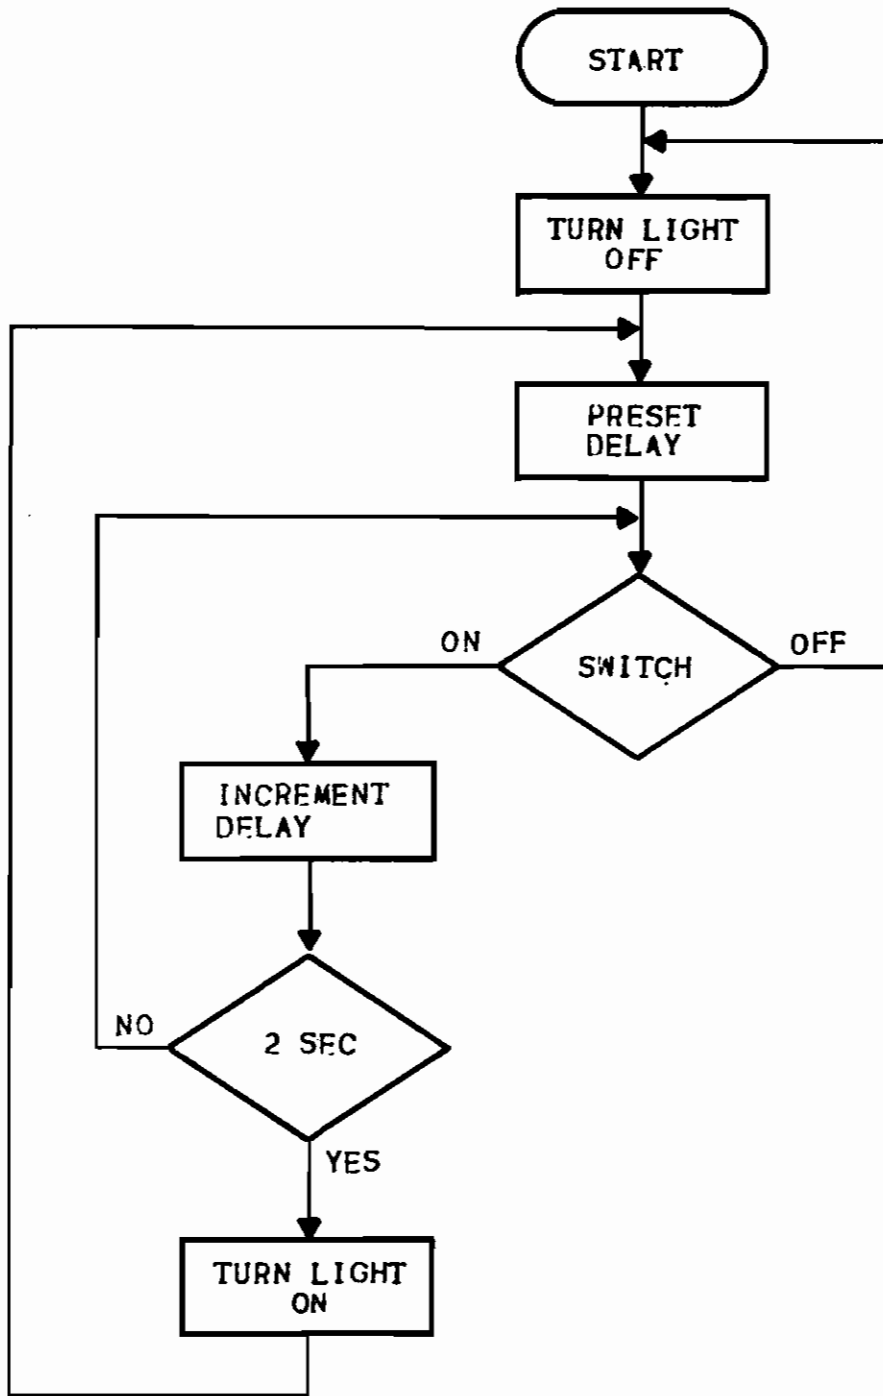 START
TURN LIGHT
OFF
PRESET
DELAY
SWITCH
ON
OFF
INCREMENT
DELAY
2 SEC
NO
YES
TURN LIGHT
ON